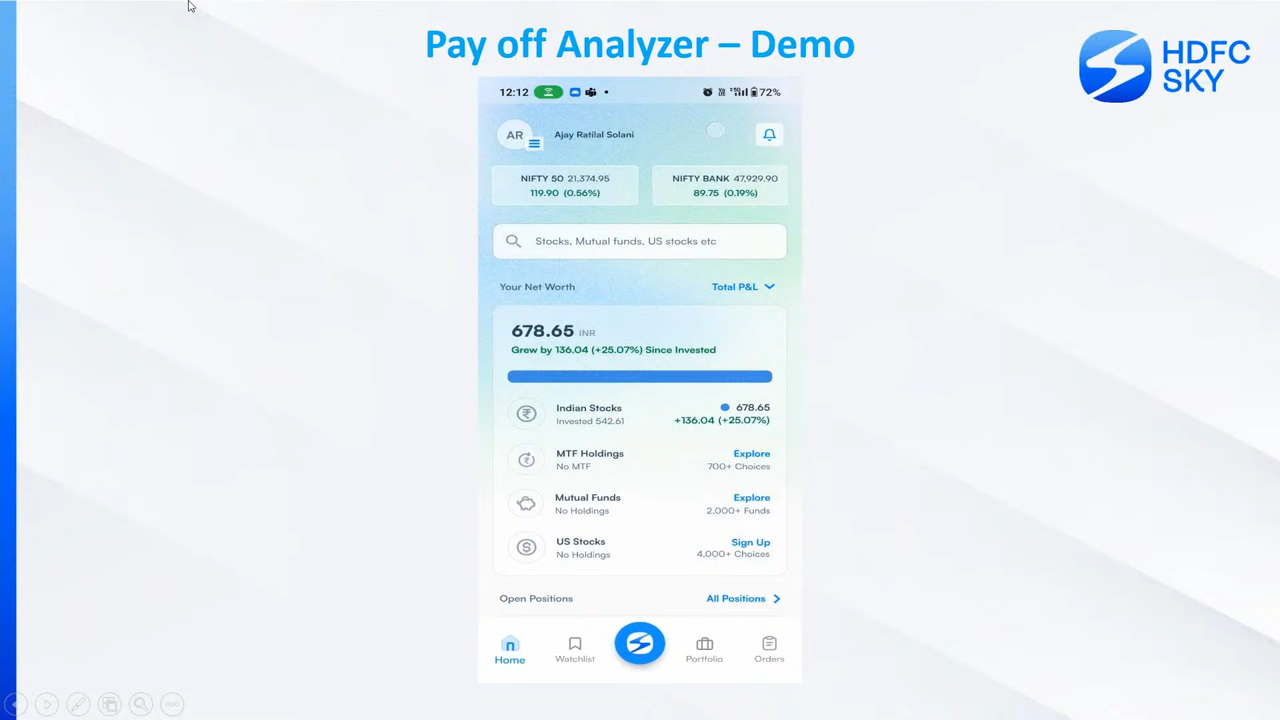 Pay off Analyzer – Demo
HDFC
SKY
12:12
72%
AR
Ajay Ratilal Solani
NIFTY 50 21,374.95
119.90 (0.56%)
NIFTY BANK 47,929.90
89.75 (0.19%)
Stocks, Mutual funds, US stocks etc
Your Net Worth
Total P&L
678.65 INR
Grew by 136.04 (+25.07%) Since Invested
Indian Stocks
678.65
Invested 542.61
+136.04 (+25.07%)
MTF Holdings
Explore
No MTF
700+ Choices
Mutual Funds
Explore
No Holdings
2,000+ Funds
US Stocks
Sign Up
No Holdings
4,000+ Choices
Open Positions
All Positions
Home
Watchlist
Portfolio
Orders